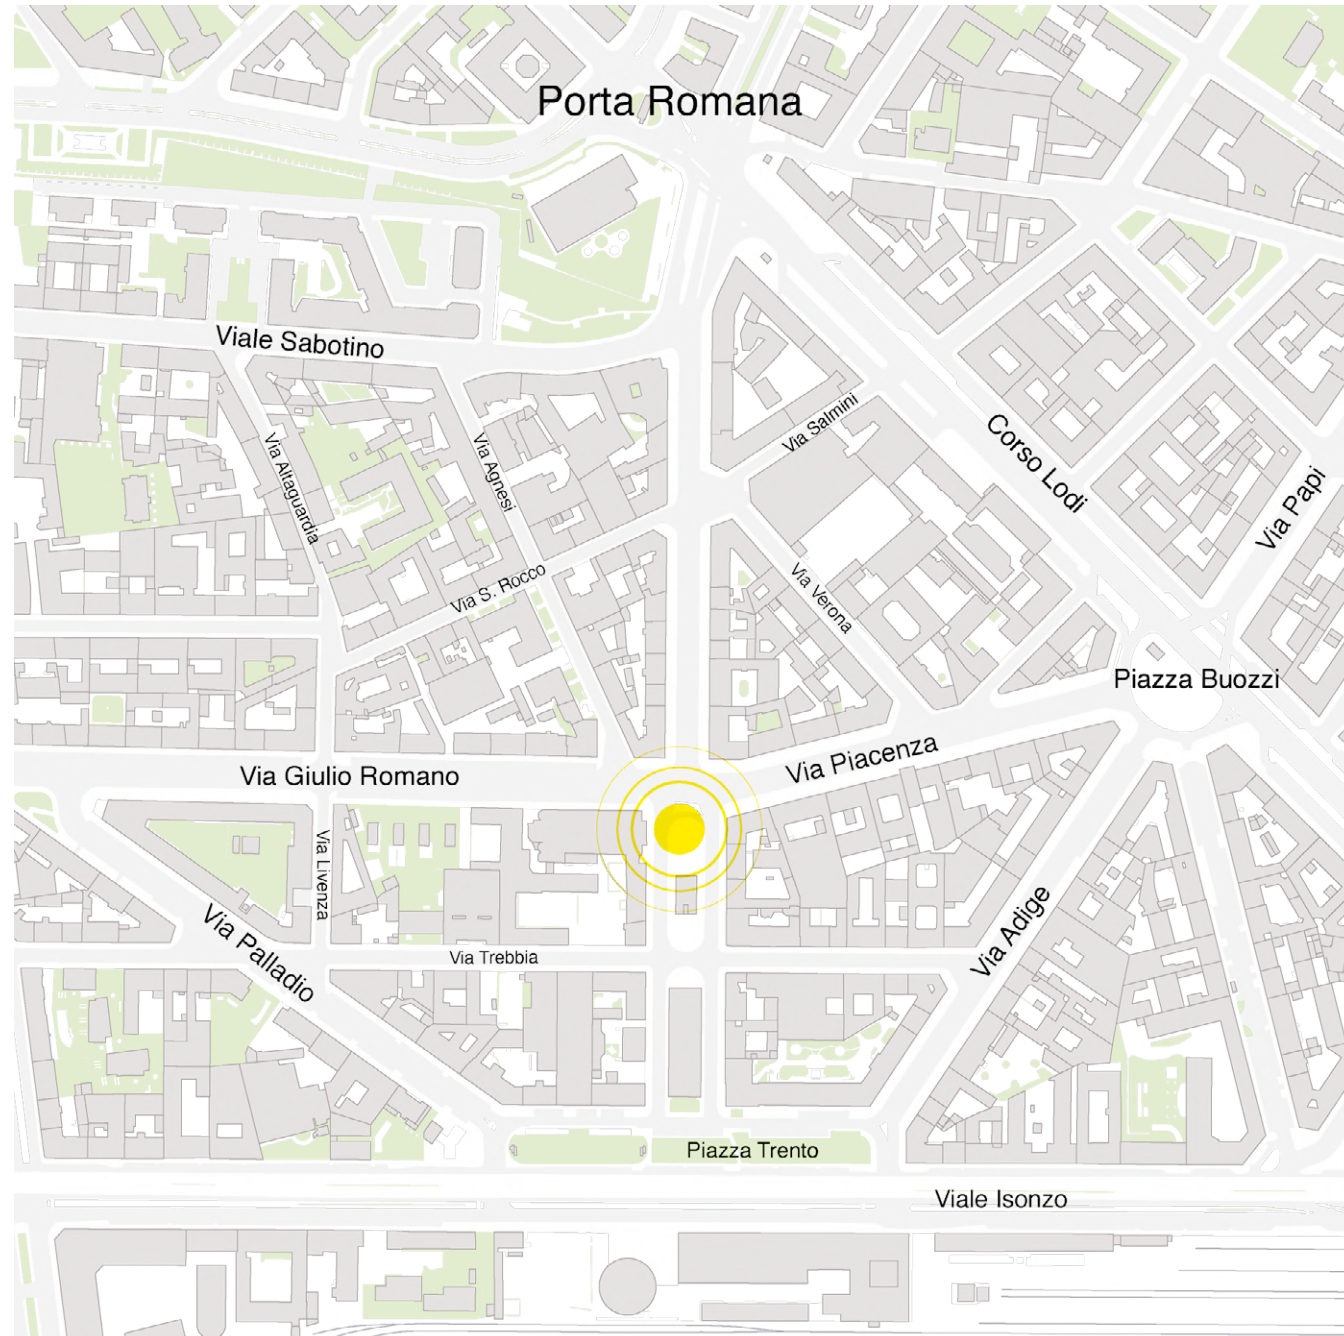 Porta Romana
Viale Sabotino
Via Salmini
Corso Lodi
Via Altaguardia
Via Agnesi
Via Papi
Via S. Rocco
Via Verona
Piazza Buozzi
Via Piacenza
Via Giulio Romano
Via Livenza
Via Adige
Via Palladio
Via Trebbia
Piazza Trento
Viale Isonzo